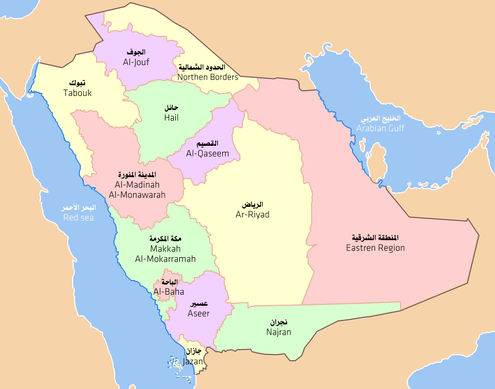 الجوف
Al-Jouf
الحدود الشمالية
Northen Borders
تبوك
Tabouk
حائل
Hail
القصيم
Al-Qaseem
الخليج العربي
Arabian Gulf
المدينة المنورة
Al-Madinah
Al-Monawarah
الرياض
Ar-Riyad
البحر الأحمر
Red sea
مكة المكرمة
Makkah
Al-Mokarramah
المنطقة الشرقية
Eastren Region
الباحة
Al-Baha
عسير
Aseer
نجران
Najran
جازان
Jazan